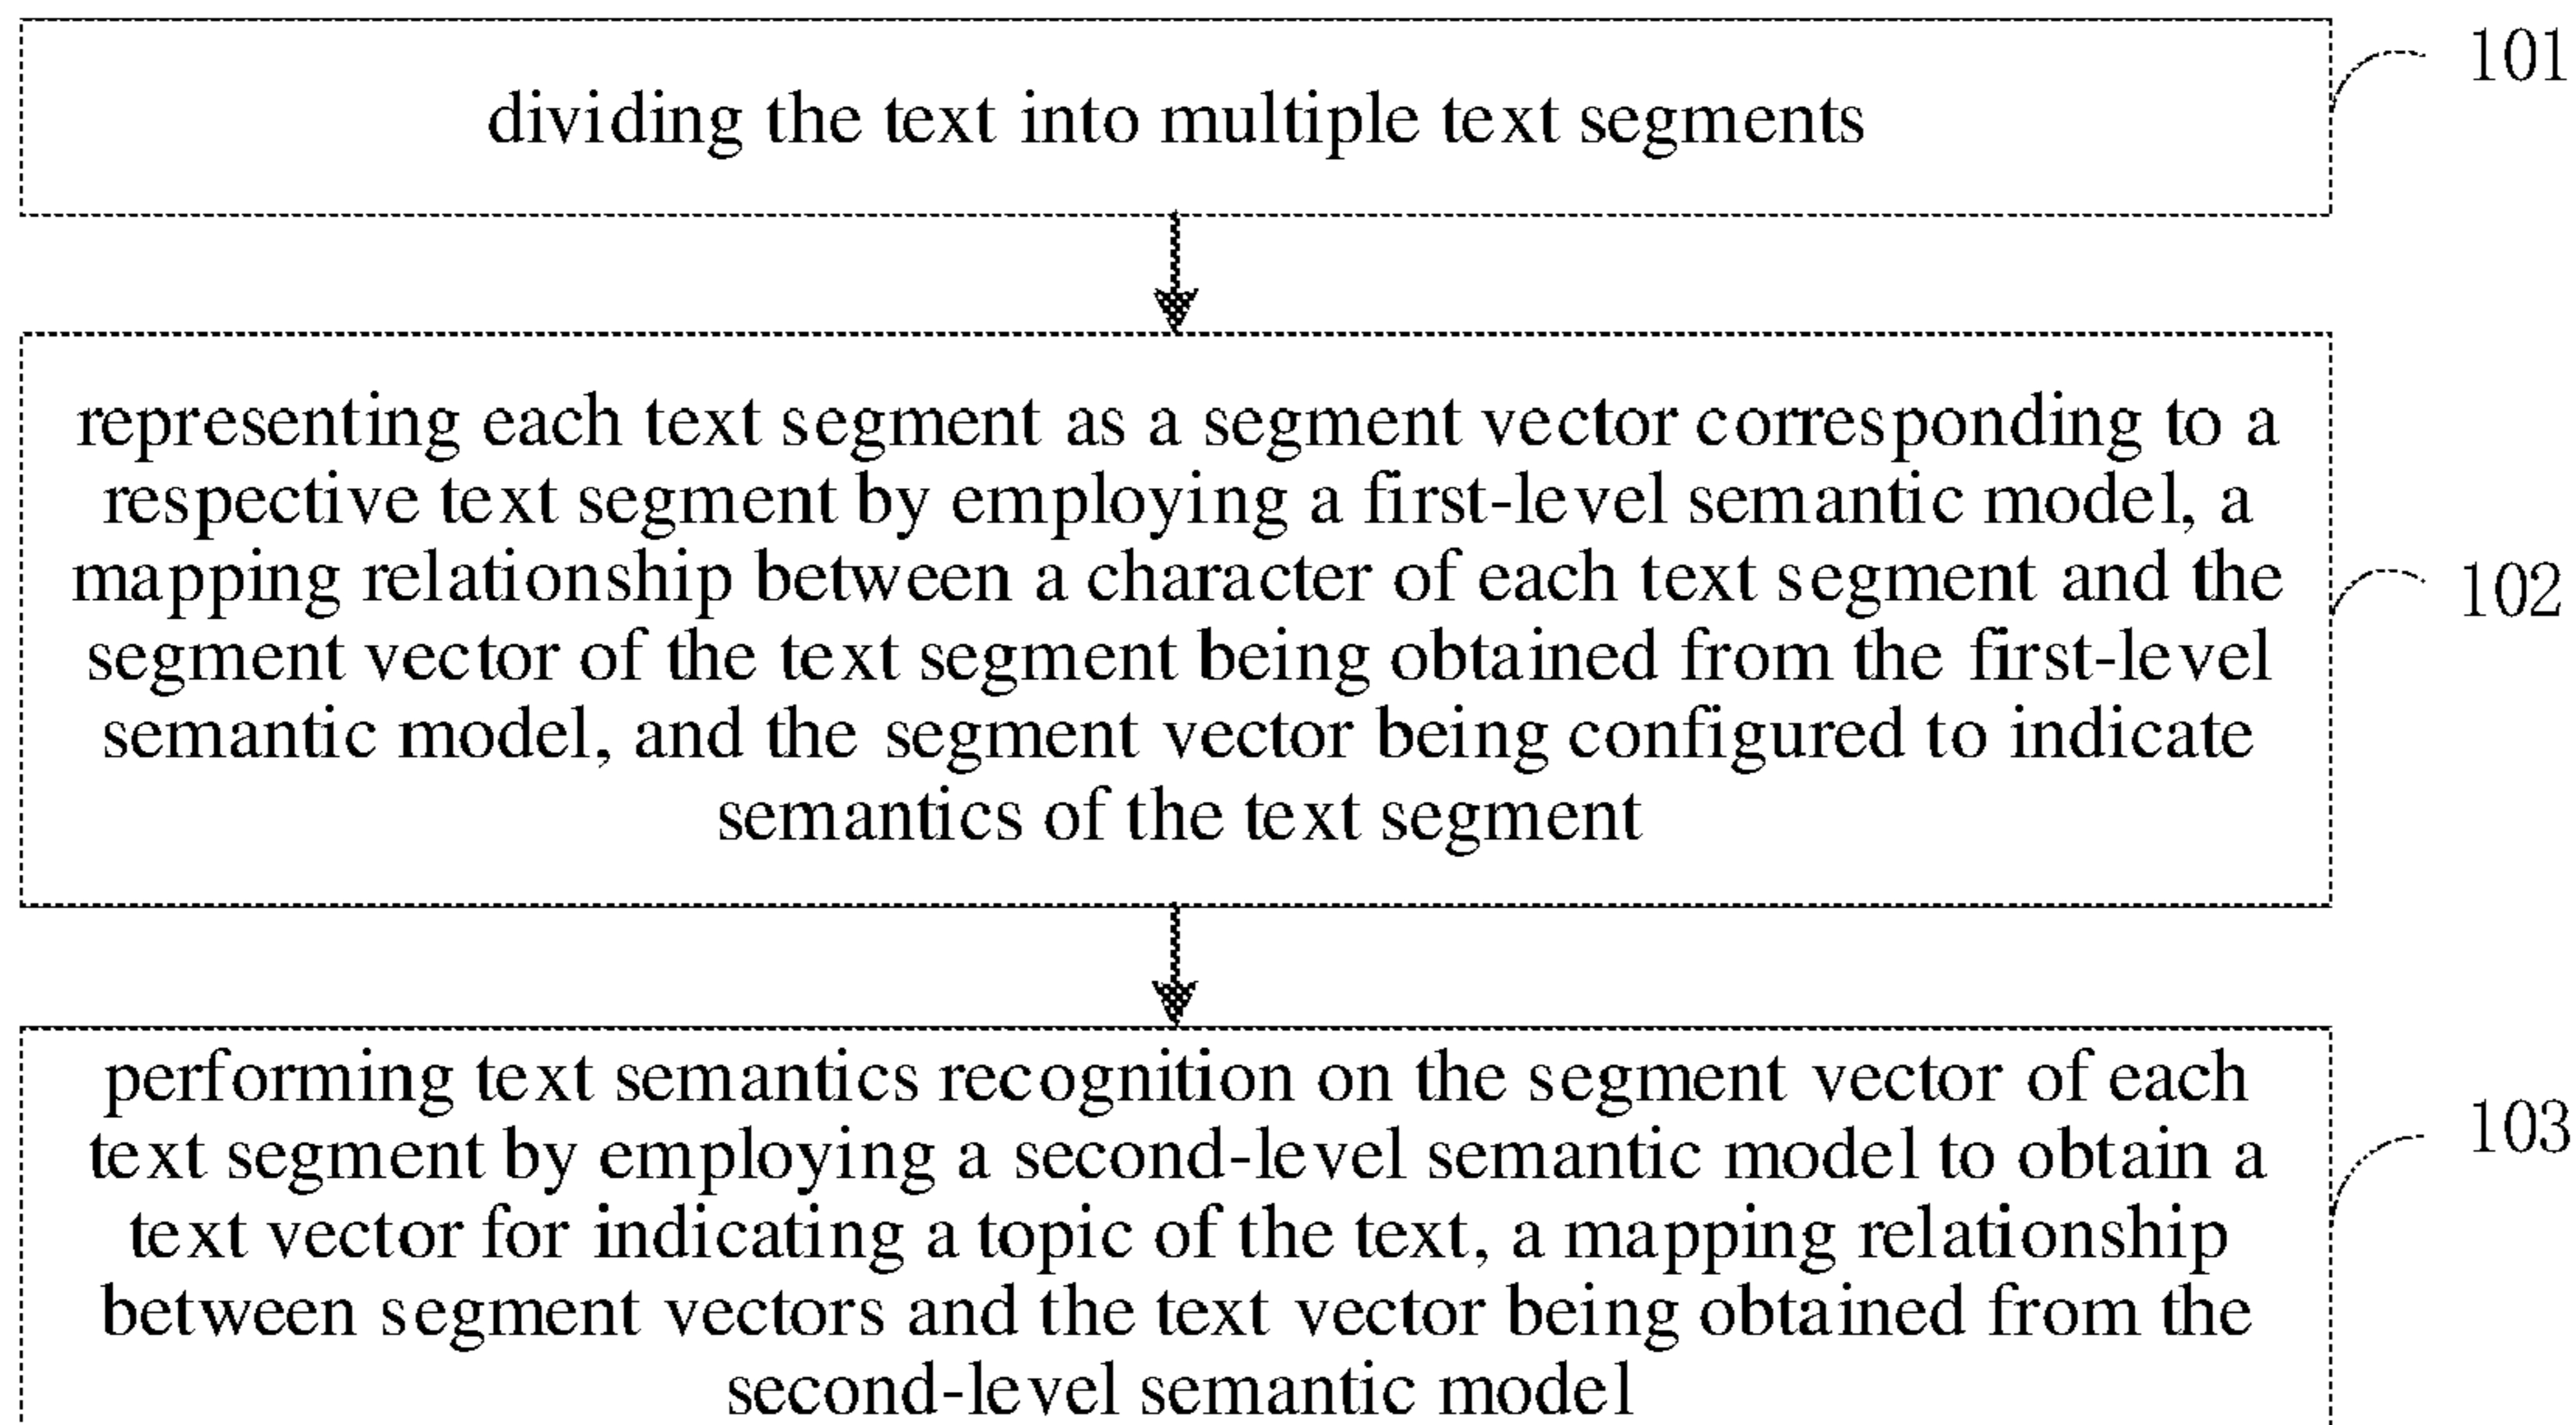 101
dividing the text into multiple text segments
representing each text segment as a segment vector corresponding to a
respective text segment by employing a first-level semantic model, a
mapping relationship between a character of each text segment and the
102
segment vector of the text segment being obtained from the first-level
semantic model, and the segment vector being configured to indicate
semantics of the text segment
performing text semantics recognition on the segment vector of each
103
text segment by employing a second-level semantic model to obtain a
text vector for indicating a topic of the text, a mapping relationship
between segment vectors and the text vector being obtained from the
second-level semantic model